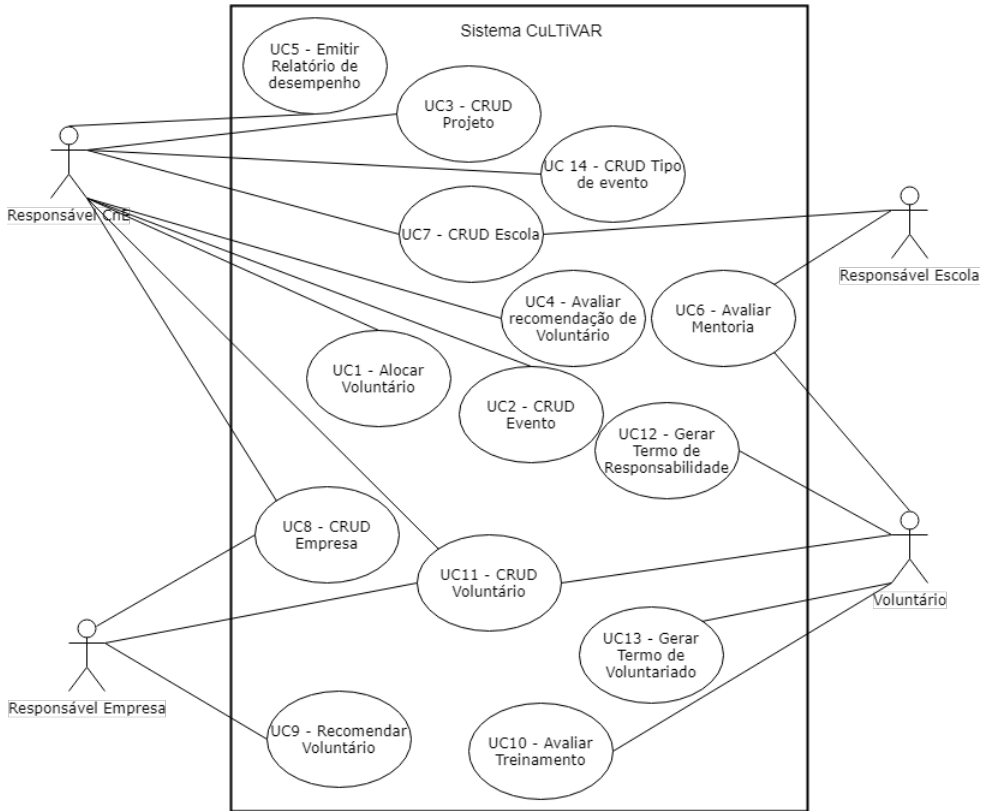 Sistema CuLTiVAR
UC5 - Emitir
Relatório de
desempenho
UC3 - CRUD
Projeto
UC 14 - CRUD Tipo
de evento
Responsável CnE
UC7 - CRUD Escola
Responsável Escola
UC4 - Avaliar
recomendação de
Voluntário
UC6 - Avaliar
Mentoria
UC1 - Alocar
Voluntário
UC2 - CRUD
Evento
UC12 - Gerar
Termo de
Responsabilidade
UC8 - CRUD
Empresa
UC11 - CRUD
Voluntário
Voluntário
UC13 - Gerar
Termo de
Voluntariado
Responsável Empresa
UC9 - Recomendar
Voluntário
UC10 - Avaliar
Treinamento